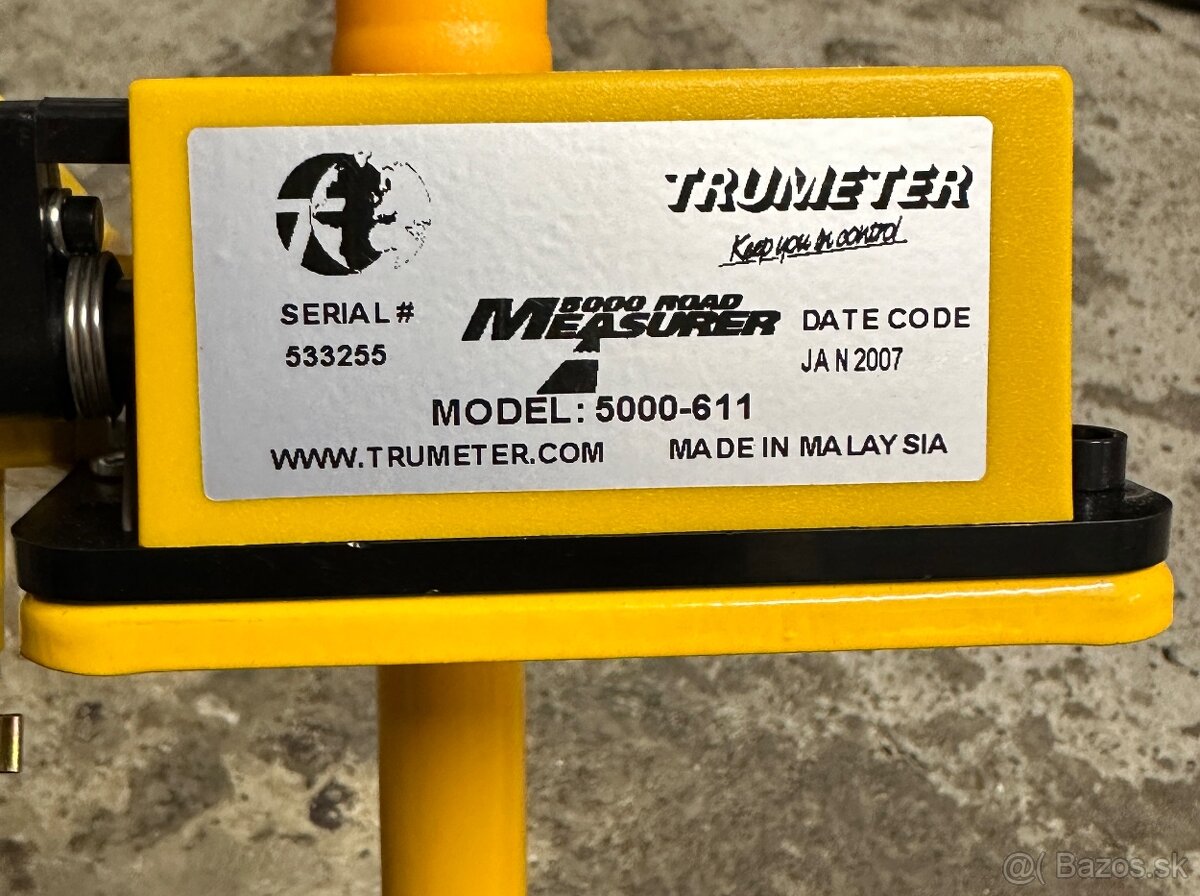 TRUMETER
Keep you in control
SERIAL #
533255
5000 ROAD
MEASURER
DATE CODE
JAN 2007
MODEL: 5000-611
WWW.TRUMETER.COM
MADE IN MALAYSIA
@( Bazos.sk